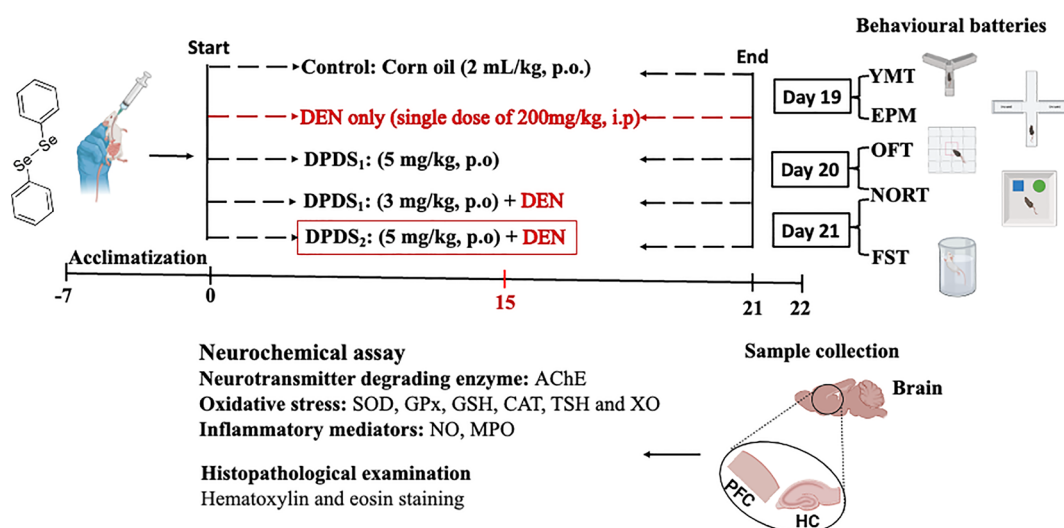 Behavioural batteries
Start
End
Control: Corn oil (2 mL/kg, p.o.)
DEN only (single dose of 200mg/kg, i.p)
DPDS1: (5 mg/kg, p.o)
DPDS1: (3 mg/kg, p.o) + DEN
DPDS2: (5 mg/kg, p.o) + DEN
Se
Se
Day 19
YMT
EPM
Day 20
OFT
NORT
Day 21
FST
Acclimatization
-7
0
15
21
22
Neurochemical assay
Neurotransmitter degrading enzyme: AChE
Oxidative stress: SOD, GPx, GSH, CAT, TSH and XO
Inflammatory mediators: NO, MPO
Histopathological examination
Hematoxylin and eosin staining
Sample collection
Brain
PFC
HC